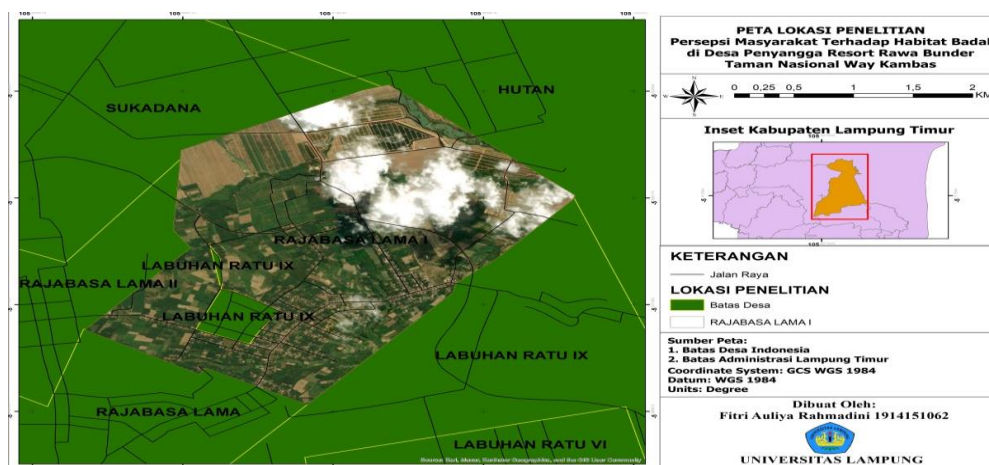 SUKADANA
HUTAN
RAJABASA LAMA I
LABUHAN RATU IX
RAJABASA LAMA II
LABUHAN RATU IX
LABUHAN RATU IX
RAJABASA LAMA
LABUHAN RATU VI
PETA LOKASI PENELITIAN
Persepsi Masyarakat Terhadap Habitat Badak
di Desa Penyangga Resort Rawa Bunder
Taman Nasional Way Kambas
0 0,25 0,5 1 1,5 2
KM
Inset Kabupaten Lampung Timur
KETERANGAN
Jalan Raya
LOKASI PENELITIAN
Batas Desa
RAJABASA LAMA I
Sumber Peta:
1. Batas Desa Indonesia
2. Batas Administrasi Lampung Timur
Coordinate System: GCS WGS 1984
Datum: WGS 1984
Units: Degree
Dibuat Oleh:
Fitri Auliya Rahmadini 1914151062
UNIVERSITAS LAMPUNG